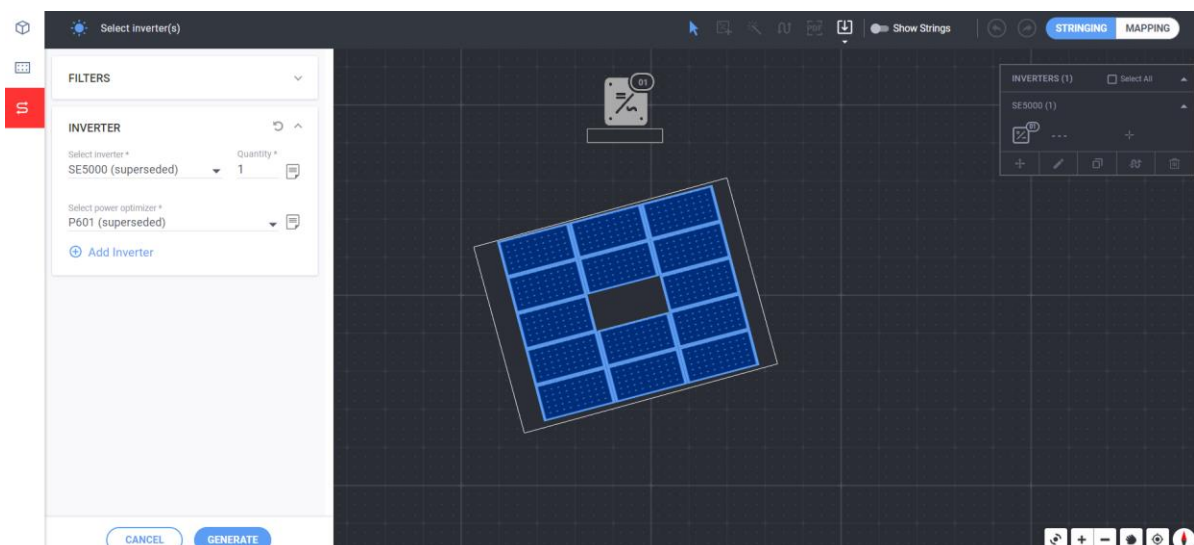 Select inverter(s)
PDF
Show Strings
STRINGING
MAPPING
FILTERS
INVERTER
Select inverter *
Quantity *
SE5000 (superseded)
1
Select power optimizer *
P601 (superseded)
Add Inverter
CANCEL
GENERATE
01
INVERTERS (1)
Select All
SE5000 (1)
01
---